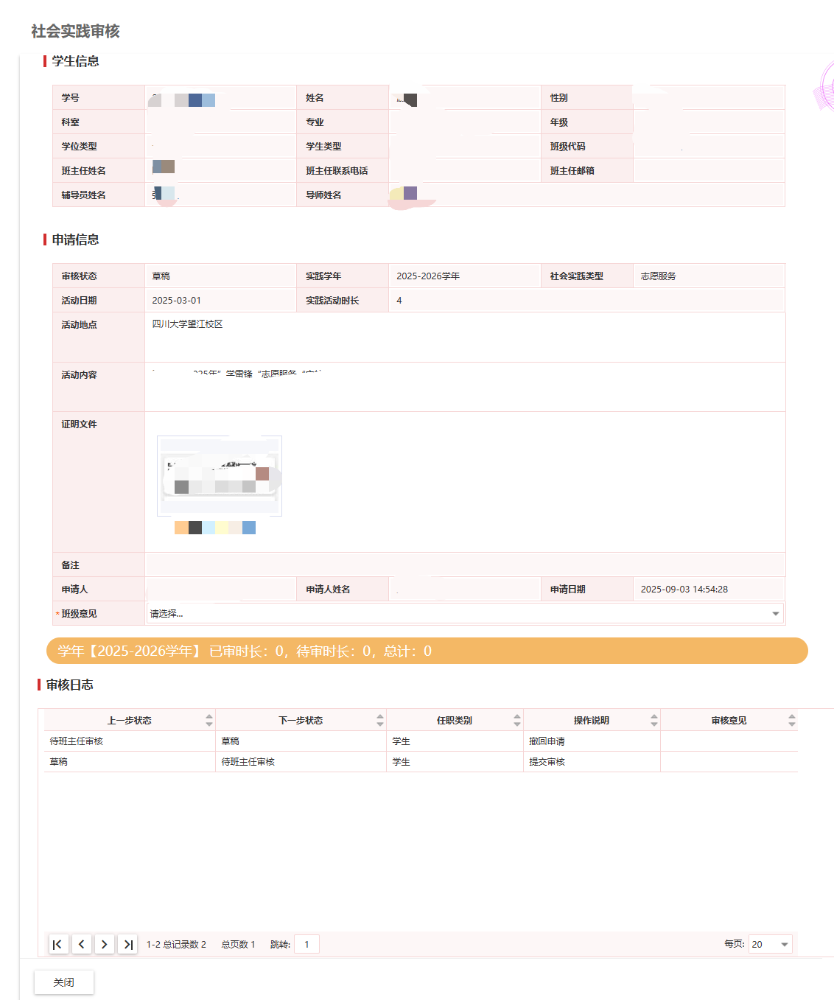 社会实践审核
学生信息
学号 姓名 性别
科室 专业 年级
学位类型 学生类型 班级代码
班主任姓名 班主任联系电话 班主任邮箱
辅导员姓名 导师姓名
申请信息
审核状态 草稿 实践学年 2025-2026学年 社会实践类型 志愿服务
活动日期 2025-03-01 实践活动时长 4
活动地点 四川大学望江校区
活动内容 25年”学雷锋“志愿服务
证明文件
备注
申请人 申请人姓名 申请日期 2025-09-03 14:54:28
*班级意见 请选择...
学年【2025-2026学年】 已审时长：0，待审时长：0，总计：0
审核日志
上一步状态 下一步状态 任职类别 操作说明 审核意见
待班主任审核 草稿 学生 撤回申请
草稿 待班主任审核 学生 提交审核
1-2 总记录数 2 总页数 1 跳转: 1 每页: 20
关闭